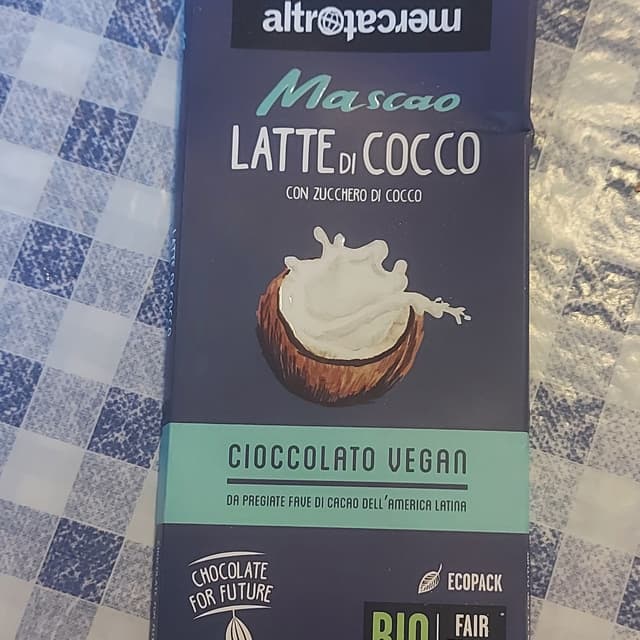 altromercato
Mascao
LATTE DI COCCO
CON ZUCCHERO DI COCCO
CIOCCOLATO VEGAN
DA PREGIATE FAVE DI CACAO DELL'AMERICA LATINA
CHOCOLATE
FOR FUTURE
ECOPACK
BIO
FAIR